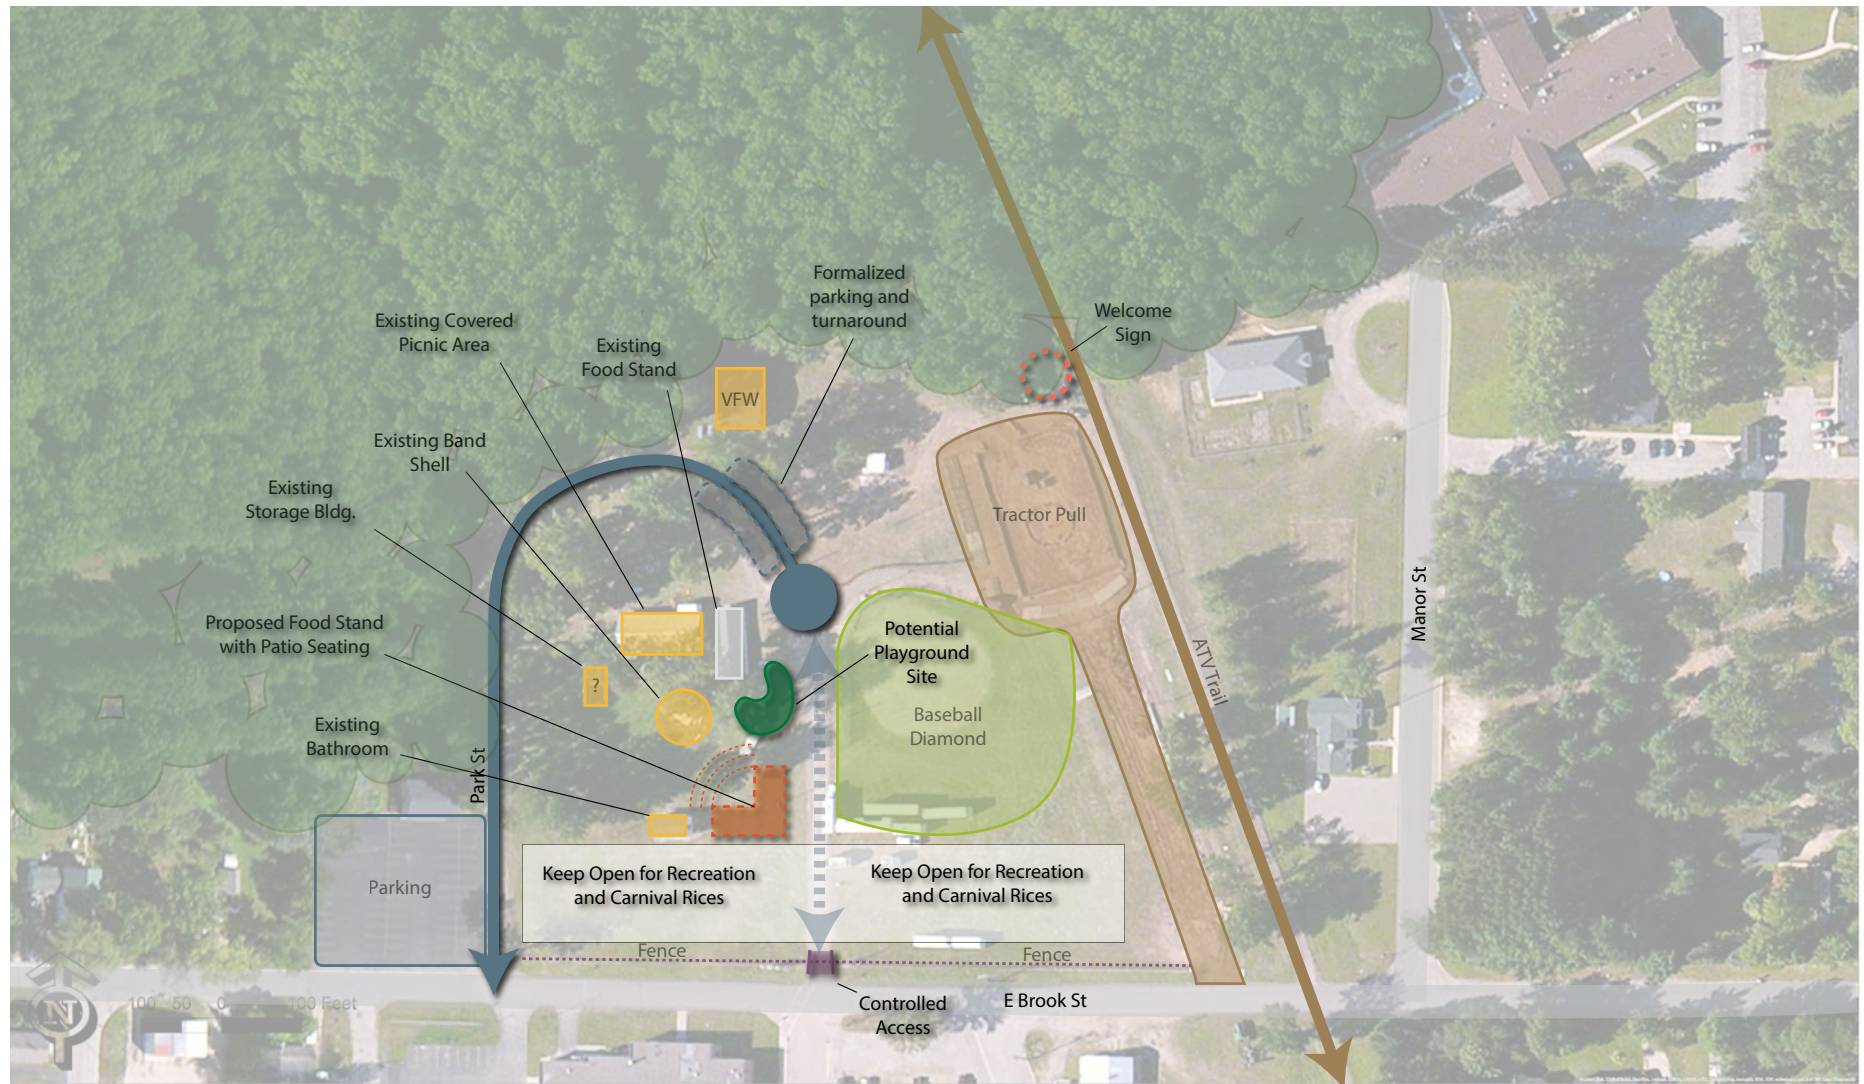 Formalized
parking and
turnaround
Welcome
Sign
Existing Covered
Picnic Area
Existing
Food Stand
VFW
Existing Band
Shell
Existing
Storage Bldg.
Tractor Pull
Manor St
Proposed Food Stand
with Patio Seating
Potential
Playground
Site
ATV Trail
?
Baseball
Diamond
Existing
Bathroom
Park St
Parking
Keep Open for Recreation
and Carnival Rices
Keep Open for Recreation
and Carnival Rices
Fence
Fence
Controlled
Access
E Brook St
N
100 50 0 100 Feet